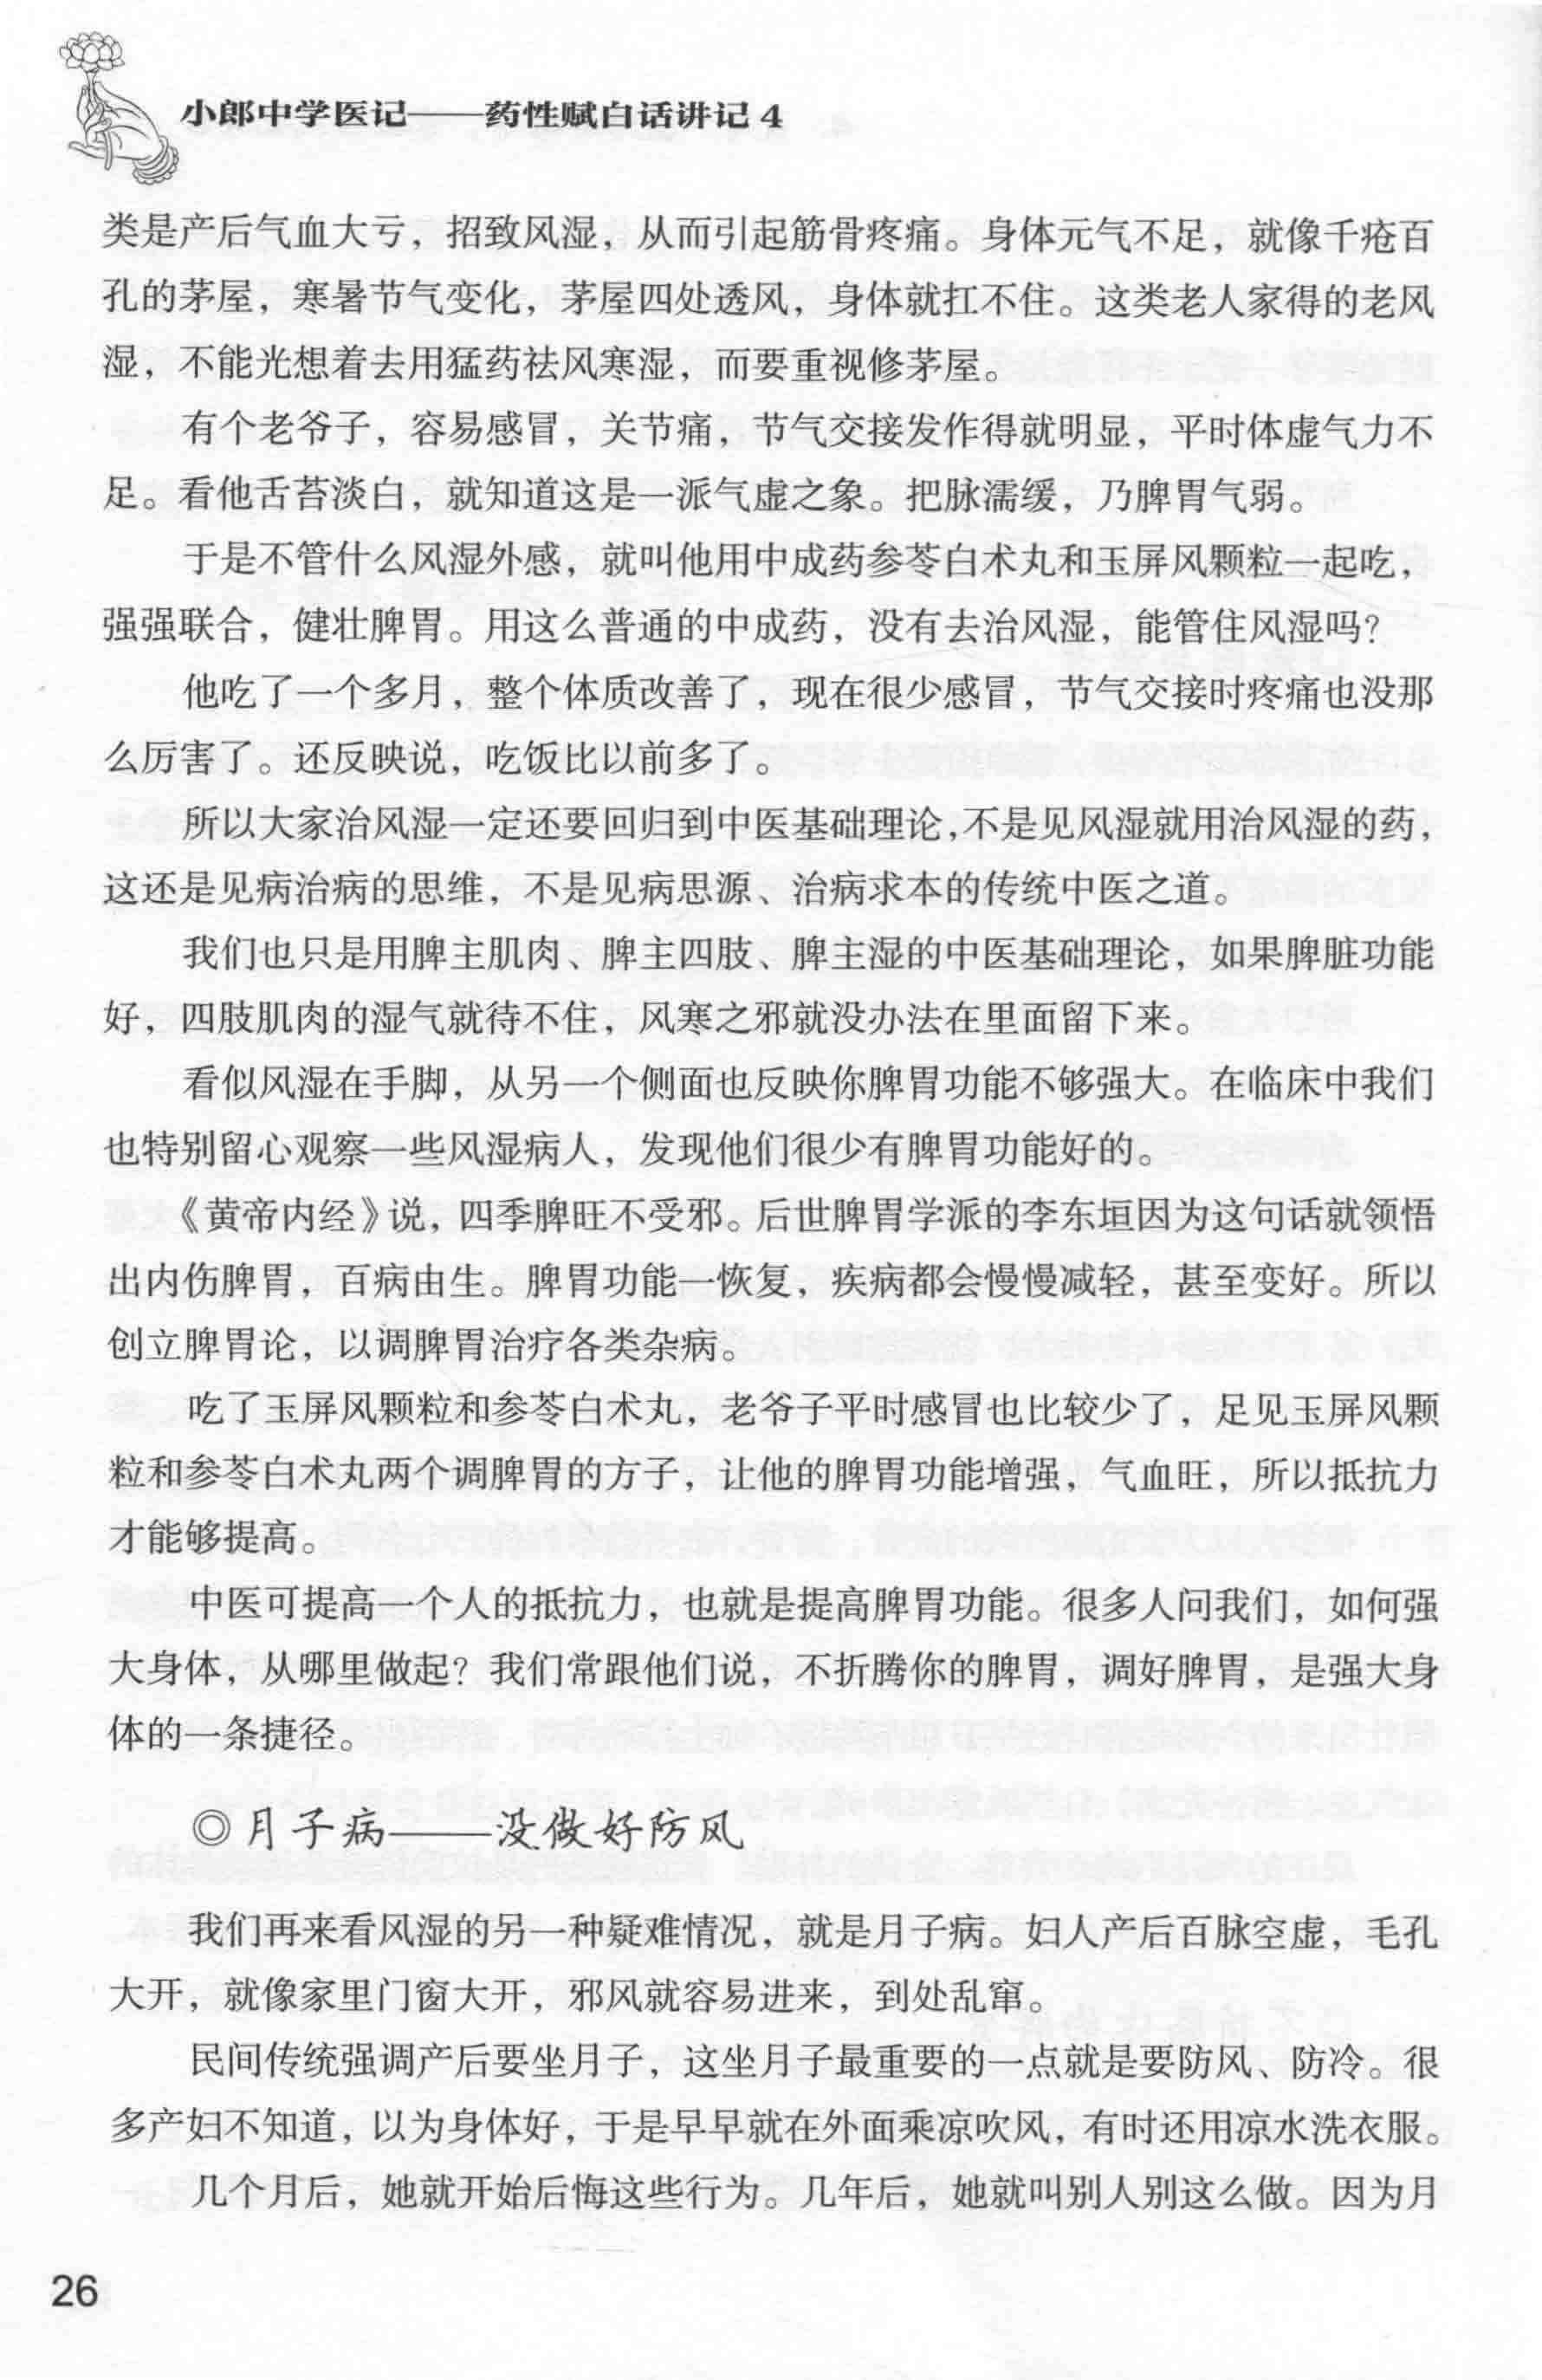 小郎中学医记——药性赋白话讲记4
类是产后气血大亏，招致风湿，从而引起筋骨疼痛。身体元气不足，就像千疮百
孔的茅屋，寒暑节气变化，茅屋四处透风，身体就扛不住。这类老人家得的老风
湿，不能光想着去用猛药祛风寒湿，而要重视修茅屋。
有个老爷子，容易感冒，关节痛，节气交接发作得就明显，平时体虚气力不
足。看他舌苔淡白，就知道这是一派气虚之象。把脉濡缓，乃脾胃气弱。
于是不管什么风湿外感，就叫他用中成药参苓白术丸和玉屏风颗粒一起吃，
强强联合，健壮脾胃。用这么普通的中成药，没有去治风湿，能管住风湿吗？
他吃了一个多月，整个体质改善了，现在很少感冒，节气交接时疼痛也没那
么厉害了。还反映说，吃饭比以前多了。
所以大家治风湿一定还要回归到中医基础理论，不是见风湿就用治风湿的药，
这还是见病治病的思维，不是见病思源、治病求本的传统中医之道。
我们也只是用脾主肌肉、脾主四肢、脾主湿的中医基础理论，如果脾脏功能
好，四肢肌肉的湿气就待不住，风寒之邪就没办法在里面留下来。
看似风湿在手脚，从另一个侧面也反映你脾胃功能不够强大。在临床中我们
也特别留心观察一些风湿病人，发现他们很少有脾胃功能好的。
《黄帝内经》说，四季脾旺不受邪。后世脾胃学派的李东垣因为这句话就领悟
出内伤脾胃，百病由生。脾胃功能一恢复，疾病都会慢慢减轻，甚至变好。所以
创立脾胃论，以调脾胃治疗各类杂病。
吃了玉屏风颗粒和参苓白术丸，老爷子平时感冒也比较少了，足见玉屏风颗
粒和参苓白术丸两个调脾胃的方子，让他的脾胃功能增强，气血旺，所以抵抗力
才能够提高。
中医可提高一个人的抵抗力，也就是提高脾胃功能。很多人问我们，如何强
大身体，从哪里做起？我们常跟他们说，不折腾你的脾胃，调好脾胃，是强大身
体的一条捷径。
◎月子病——没做好防风
我们再来看风湿的另一种疑难情况，就是月子病。妇人产后百脉空虚，毛孔
大开，就像家里门窗大开，邪风就容易进来，到处乱窜。
民间传统强调产后要坐月子，这坐月子最重要的一点就是要防风、防冷。很
多产妇不知道，以为身体好，于是早早就在外面乘凉吹风，有时还用凉水洗衣服。
几个月后，她就开始后悔这些行为。几年后，她就叫别人别这么做。因为月
26